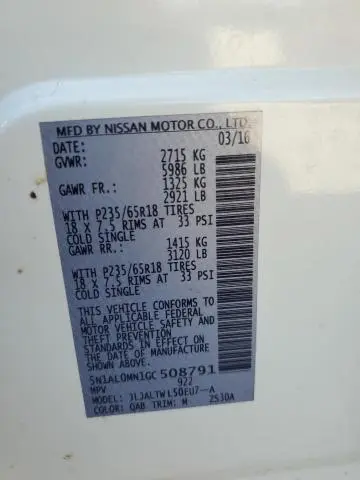 MFD BY NISSAN MOTOR CO., LTD.
DATE: 03/16
GVWR: 2715 KG
5986 LB
GAWR FR.: 1325 KG
2921 LB
WITH P235/65R18 TIRES
18 X 7.5 RIMS AT 33 PSI
COLD SINGLE
GAWR RR.: 1415 KG
3120 LB
WITH P235/65R18 TIRES
18 X 7.5 RIMS AT 33 PSI
COLD SINGLE
THIS VEHICLE CONFORMS TO
ALL APPLICABLE FEDERAL
MOTOR VEHICLE SAFETY AND
THEFT PREVENTION
STANDARDS IN EFFECT ON
THE DATE OF MANUFACTURE
SHOWN ABOVE.
5N1AL0MN1GC508791
MPV 922
MODEL: JLJALTWL50EU7--A
COLOR: QAB TRIM: M 2S30A